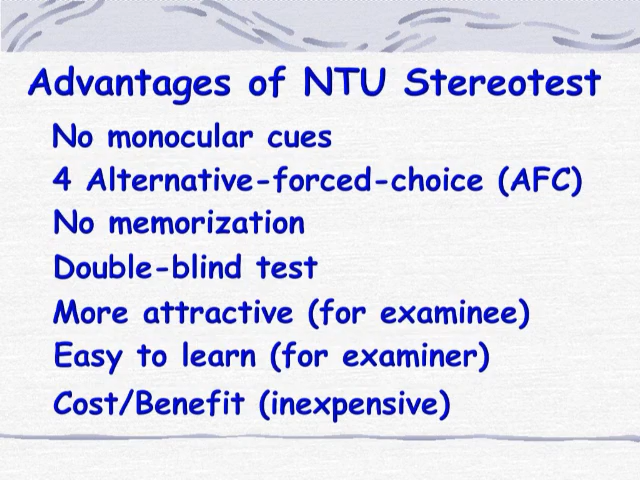 Advantages of NTU Stereotest
No monocular cues
4 Alternative-forced-choice (AFC)
No memorization
Double-blind test
More attractive (for examinee)
Easy to learn (for examiner)
Cost/Benefit (inexpensive)